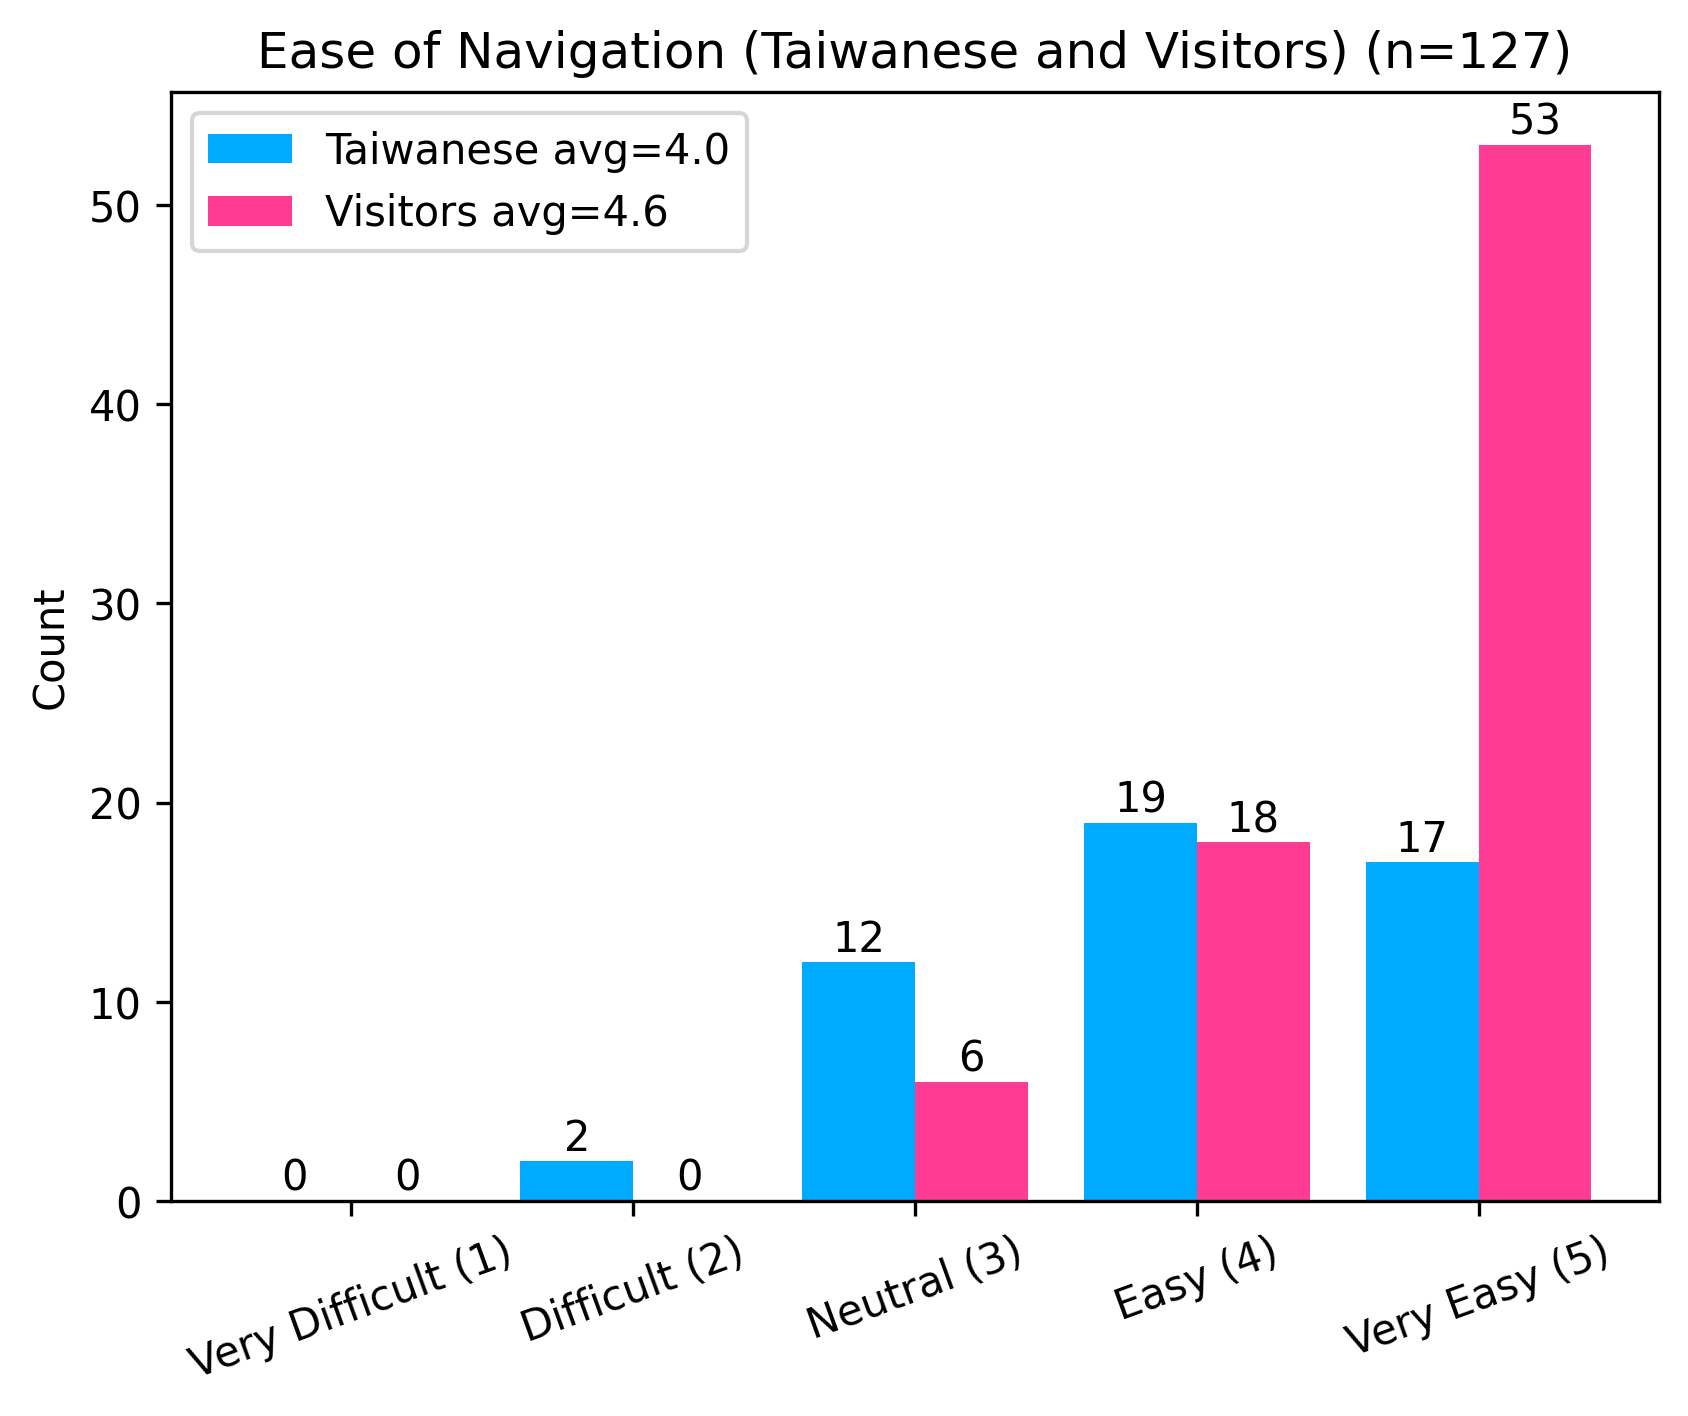 Ease of Navigation (Taiwanese and Visitors) (n=127)
Taiwanese avg=4.0
Visitors avg=4.6
Count
50
40
30
20
10
0
0
0
2
0
12
6
19
18
17
53
Very Difficult (1)
Difficult (2)
Neutral (3)
Easy (4)
Very Easy (5)